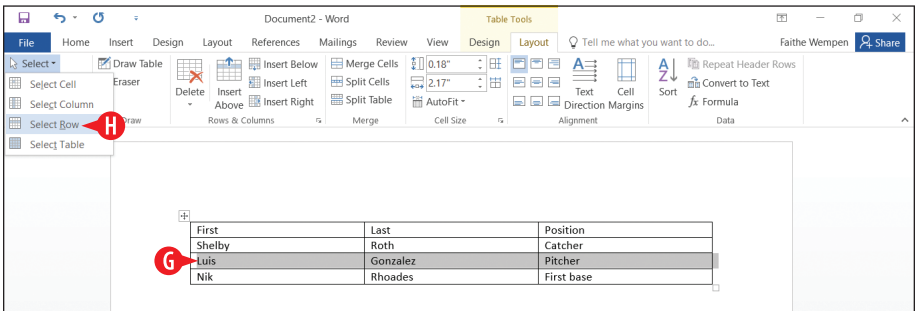 Document2 - Word Table Tools
File Home Insert Design Layout References Mailings Review View Design Layout Tell me what you want to do... Faithe Wempen Share
Select Draw Table Insert Below Merge Cells 0.18" Repeat Header Rows
Select Cell Eraser Insert Left Split Cells 2.17" Convert to Text
Delete Insert Above Text Direction Cell Margins Sort
Select Column Insert Right Split Table AutoFit fx Formula
Select Row H Draw Rows & Columns Merge Cell Size Alignment Data
Select Table
First Last Position
Shelby Roth Catcher
G Luis Gonzalez Pitcher
Nik Rhoades First base